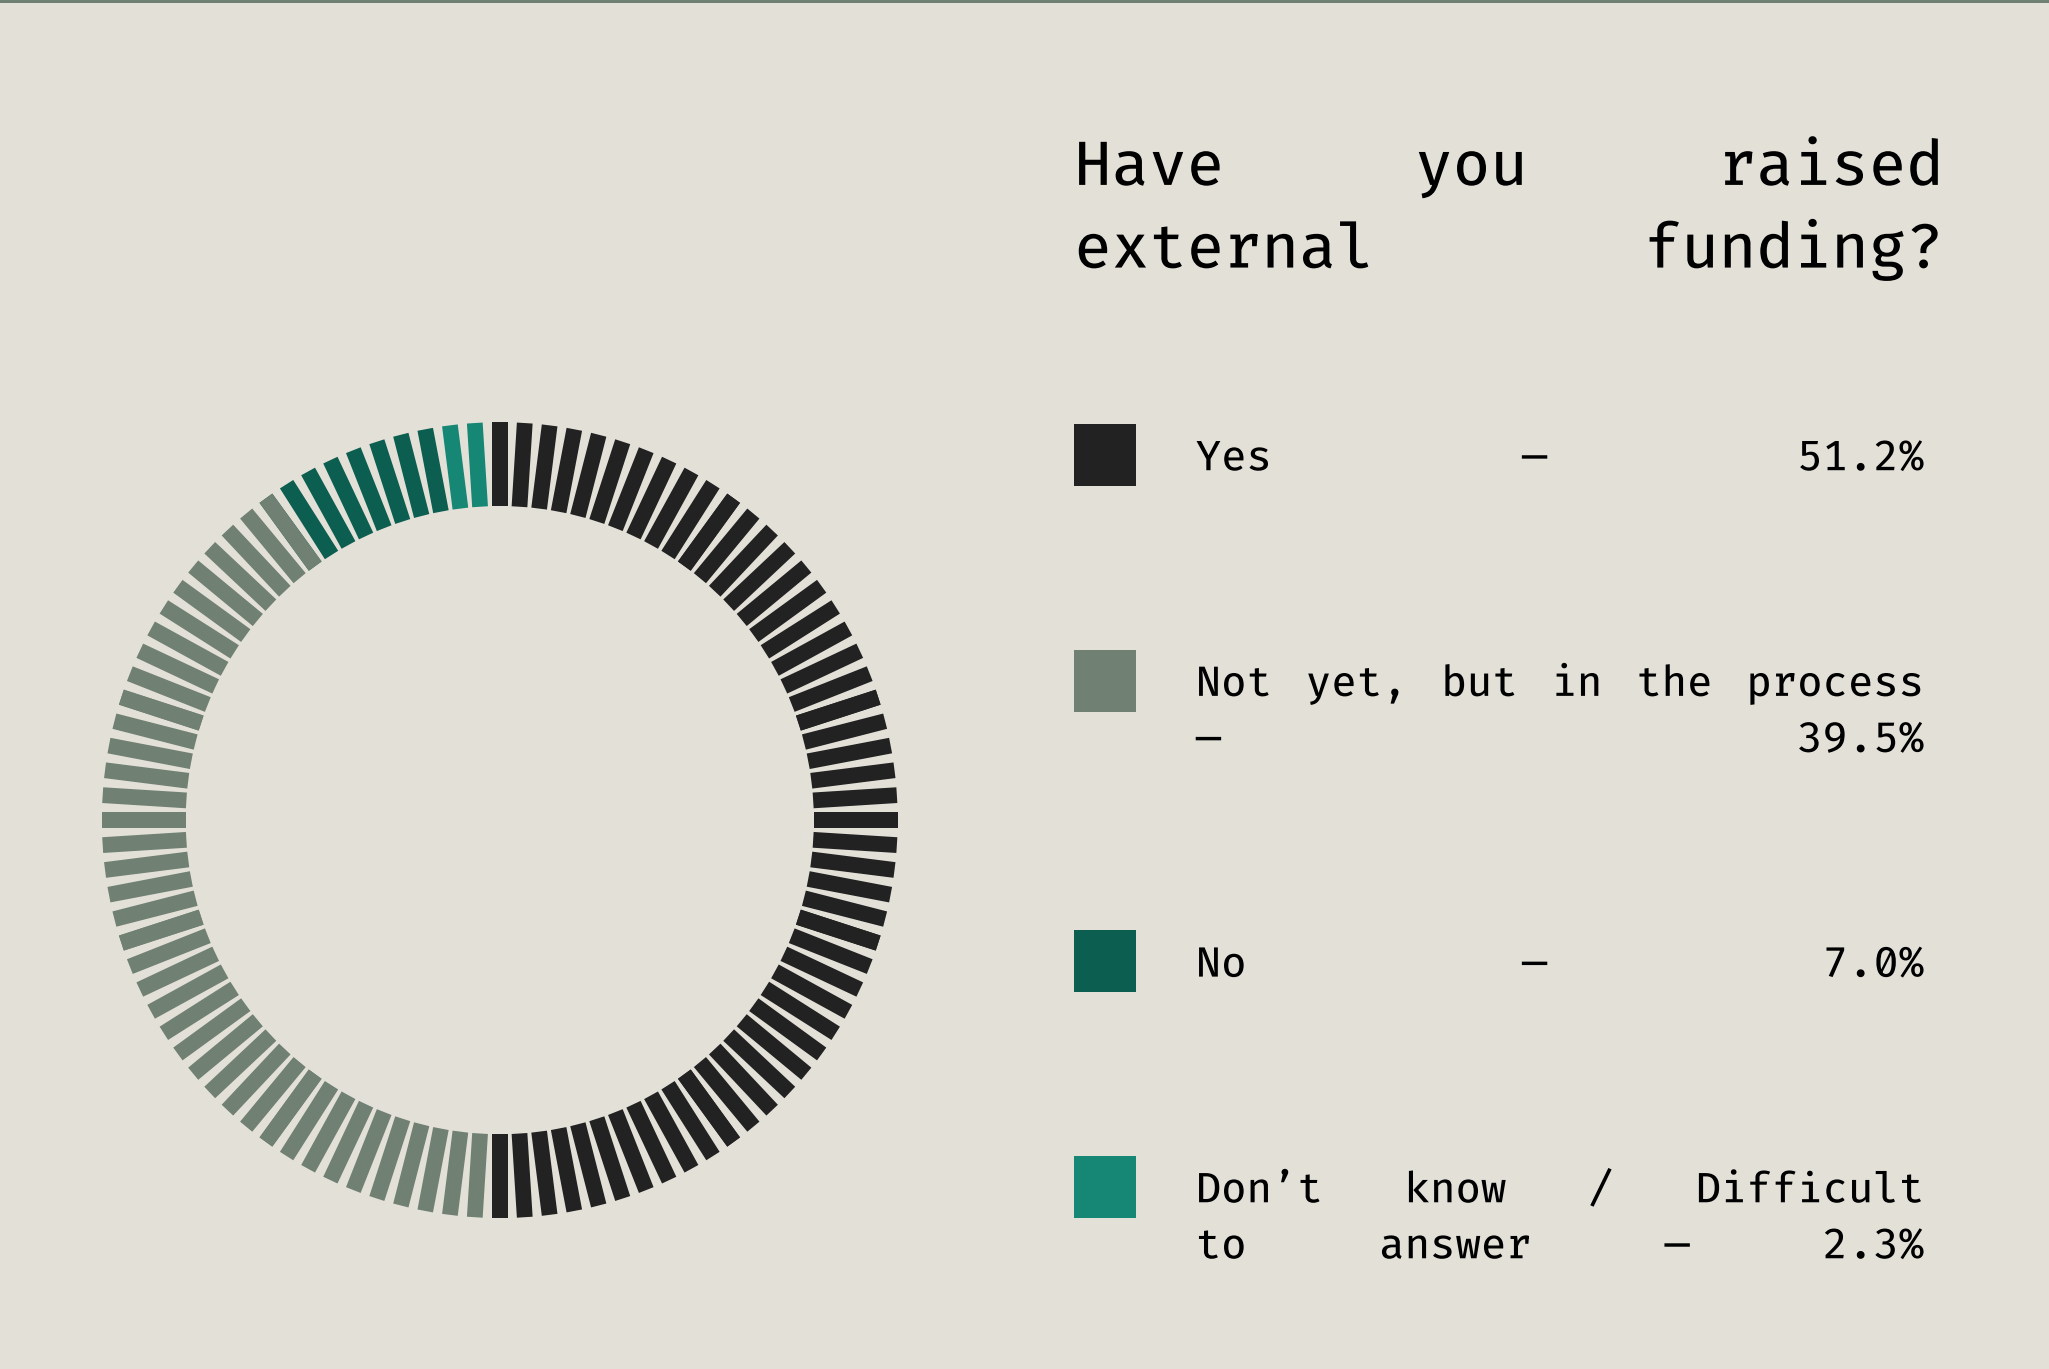 Have you raised
external funding?
Yes — 51.2%
Not yet, but in the process
— 39.5%
No — 7.0%
Don’t know / Difficult
to answer — 2.3%